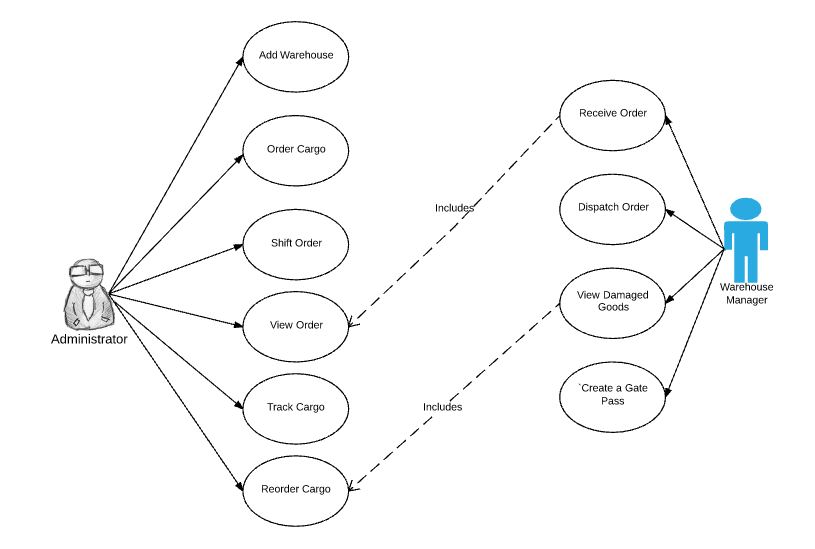 Add Warehouse
Order Cargo
Shift Order
View Order
Track Cargo
Reorder Cargo
Administrator
Includes
Includes
Receive Order
Dispatch Order
View Damaged
Goods
`Create a Gate
Pass
Warehouse
Manager